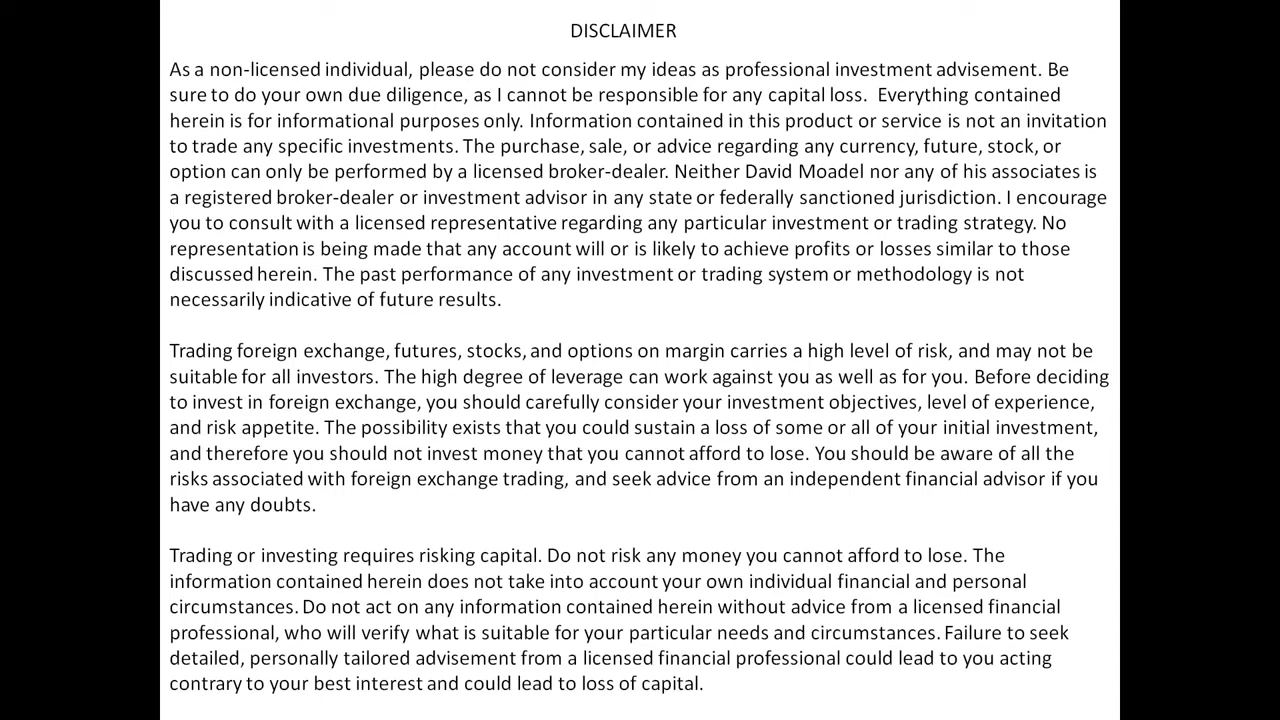 DISCLAIMER
As a non-licensed individual, please do not consider my ideas as professional investment advisement. Be
sure to do your own due diligence, as I cannot be responsible for any capital loss.  Everything contained
herein is for informational purposes only. Information contained in this product or service is not an invitation
to trade any specific investments. The purchase, sale, or advice regarding any currency, future, stock, or
option can only be performed by a licensed broker-dealer. Neither David Moadel nor any of his associates is
a registered broker-dealer or investment advisor in any state or federally sanctioned jurisdiction. I encourage
you to consult with a licensed representative regarding any particular investment or trading strategy. No
representation is being made that any account will or is likely to achieve profits or losses similar to those
discussed herein. The past performance of any investment or trading system or methodology is not
necessarily indicative of future results.
Trading foreign exchange, futures, stocks, and options on margin carries a high level of risk, and may not be
suitable for all investors. The high degree of leverage can work against you as well as for you. Before deciding
to invest in foreign exchange, you should carefully consider your investment objectives, level of experience,
and risk appetite. The possibility exists that you could sustain a loss of some or all of your initial investment,
and therefore you should not invest money that you cannot afford to lose. You should be aware of all the
risks associated with foreign exchange trading, and seek advice from an independent financial advisor if you
have any doubts.
Trading or investing requires risking capital. Do not risk any money you cannot afford to lose. The
information contained herein does not take into account your own individual financial and personal
circumstances. Do not act on any information contained herein without advice from a licensed financial
professional, who will verify what is suitable for your particular needs and circumstances. Failure to seek
detailed, personally tailored advisement from a licensed financial professional could lead to you acting
contrary to your best interest and could lead to loss of capital.